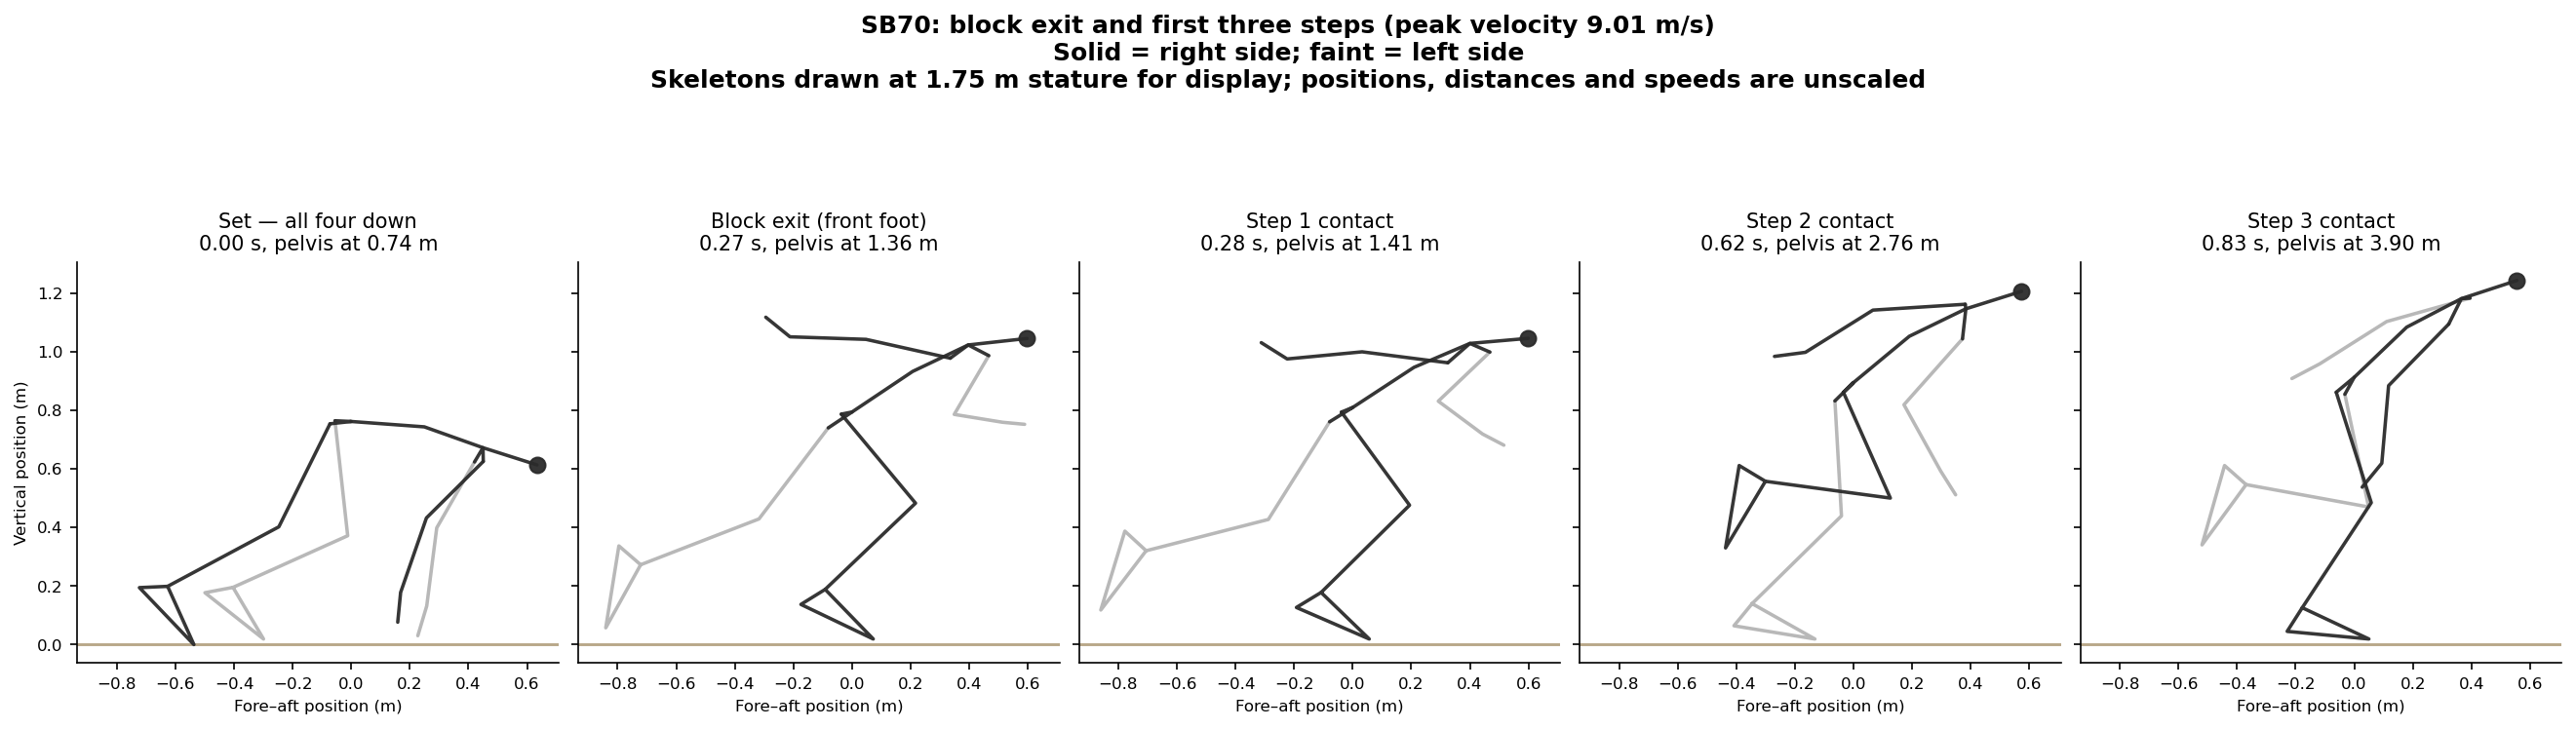 SB70: block exit and first three steps (peak velocity 9.01 m/s)
Solid = right side; faint = left side
Skeletons drawn at 1.75 m stature for display; positions, distances and speeds are unscaled
Set — all four down
0.00 s, pelvis at 0.74 m
Block exit (front foot)
0.27 s, pelvis at 1.36 m
Step 1 contact
0.28 s, pelvis at 1.41 m
Step 2 contact
0.62 s, pelvis at 2.76 m
Step 3 contact
0.83 s, pelvis at 3.90 m
Vertical position (m)
1.2
1.0
0.8
0.6
0.4
0.2
0.0
−0.8 −0.6 −0.4 −0.2 0.0 0.2 0.4 0.6
Fore–aft position (m)
−0.8 −0.6 −0.4 −0.2 0.0 0.2 0.4 0.6
Fore–aft position (m)
−0.8 −0.6 −0.4 −0.2 0.0 0.2 0.4 0.6
Fore–aft position (m)
−0.8 −0.6 −0.4 −0.2 0.0 0.2 0.4 0.6
Fore–aft position (m)
−0.8 −0.6 −0.4 −0.2 0.0 0.2 0.4 0.6
Fore–aft position (m)